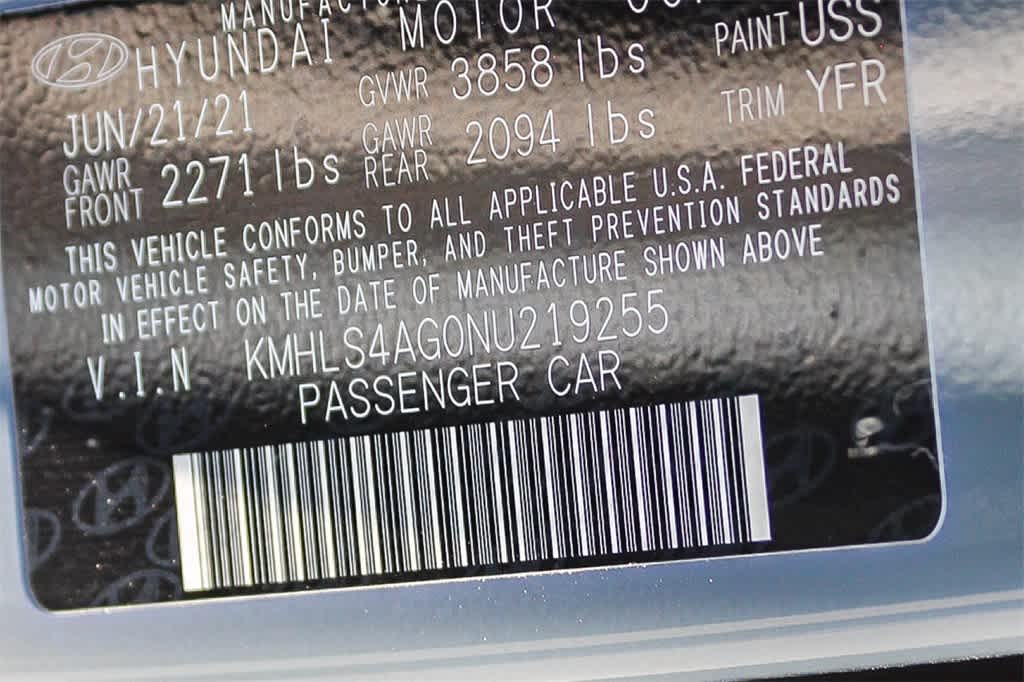 MANUFACTURED
HYUNDAI MOTOR
JUN/21/21 GVWR 3858 lbs PAINT USS
GAWR FRONT 2271 lbs GAWR REAR 2094 lbs TRIM YFR
THIS VEHICLE CONFORMS TO ALL APPLICABLE U.S.A. FEDERAL
MOTOR VEHICLE SAFETY, BUMPER, AND THEFT PREVENTION STANDARDS
IN EFFECT ON THE DATE OF MANUFACTURE SHOWN ABOVE
V.I.N KMHLS4AG0NU219255
PASSENGER CAR